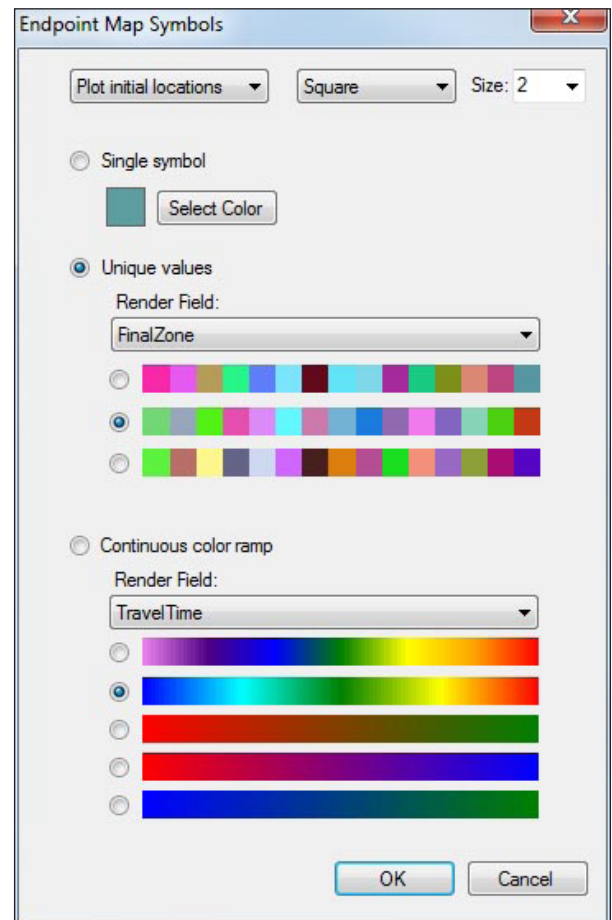 Endpoint Map Symbols
Plot initial locations Square Size: 2
Single symbol
Select Color
Unique values
Render Field:
FinalZone
Continuous color ramp
Render Field:
TravelTime
OK Cancel